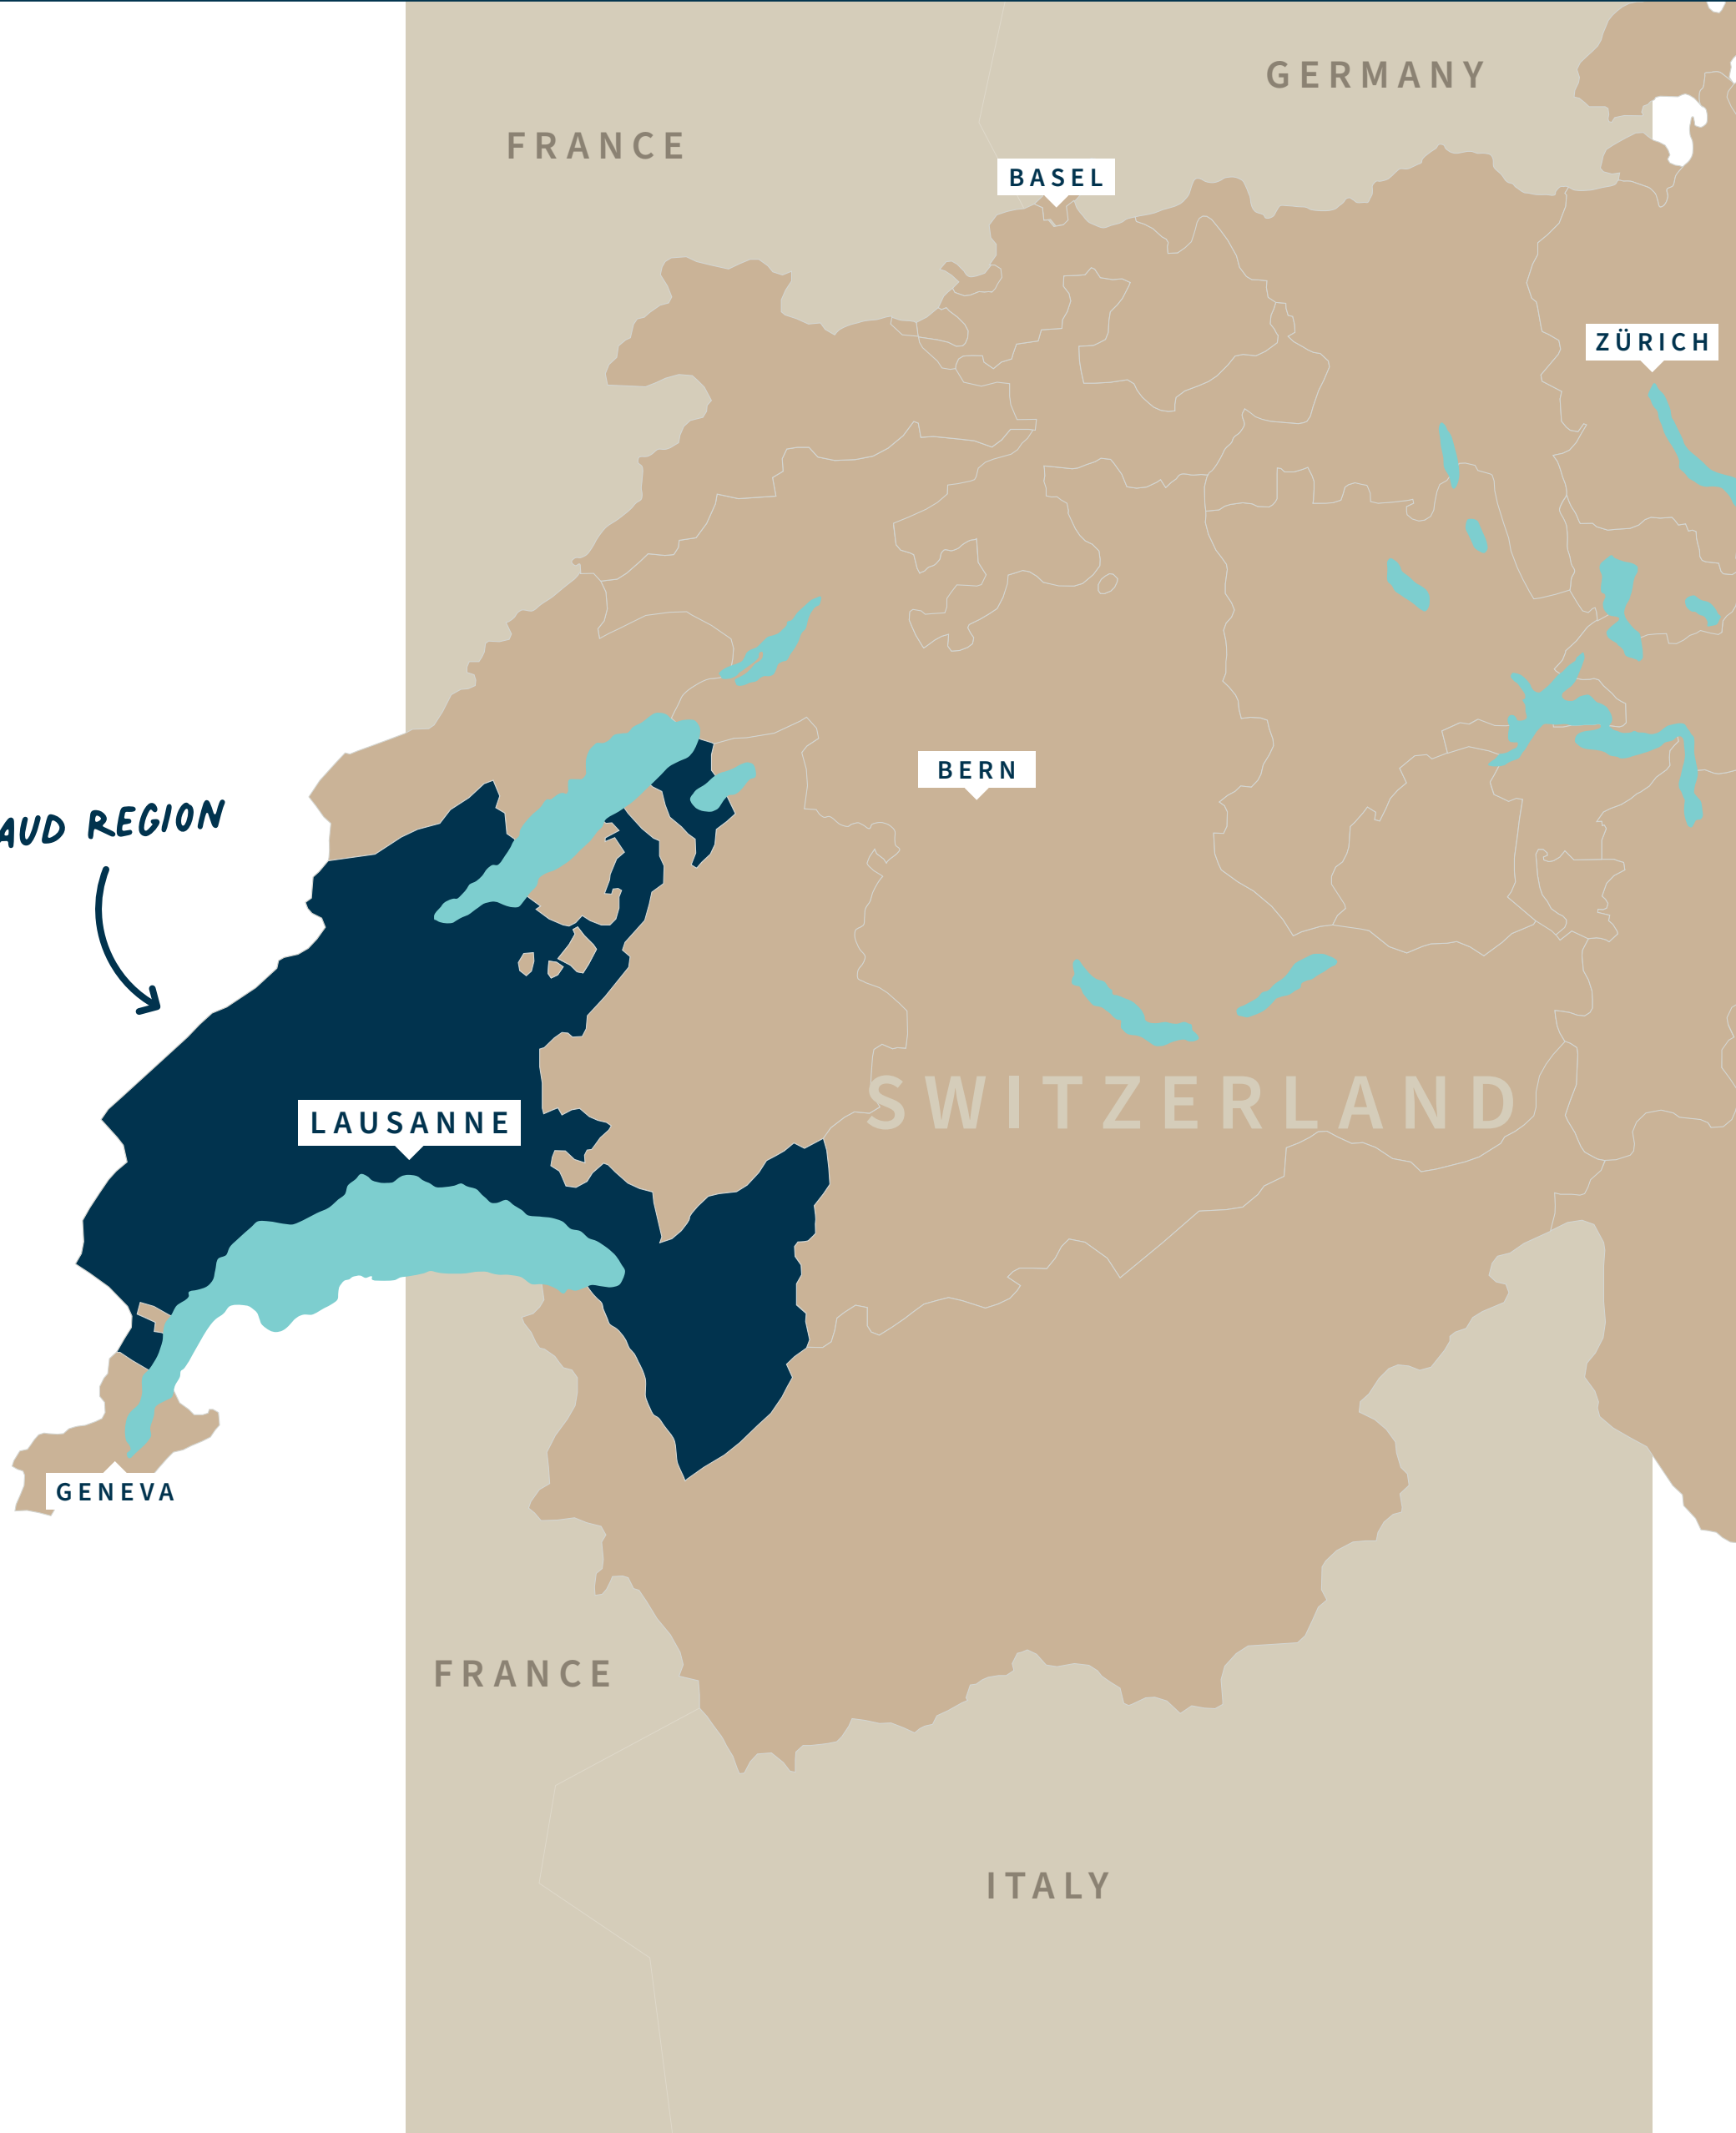 GERMANY
FRANCE
BASEL
ZÜRICH
BERN
AUD REGION
SWITZERLAND
LAUSANNE
GENEVA
FRANCE
ITALY